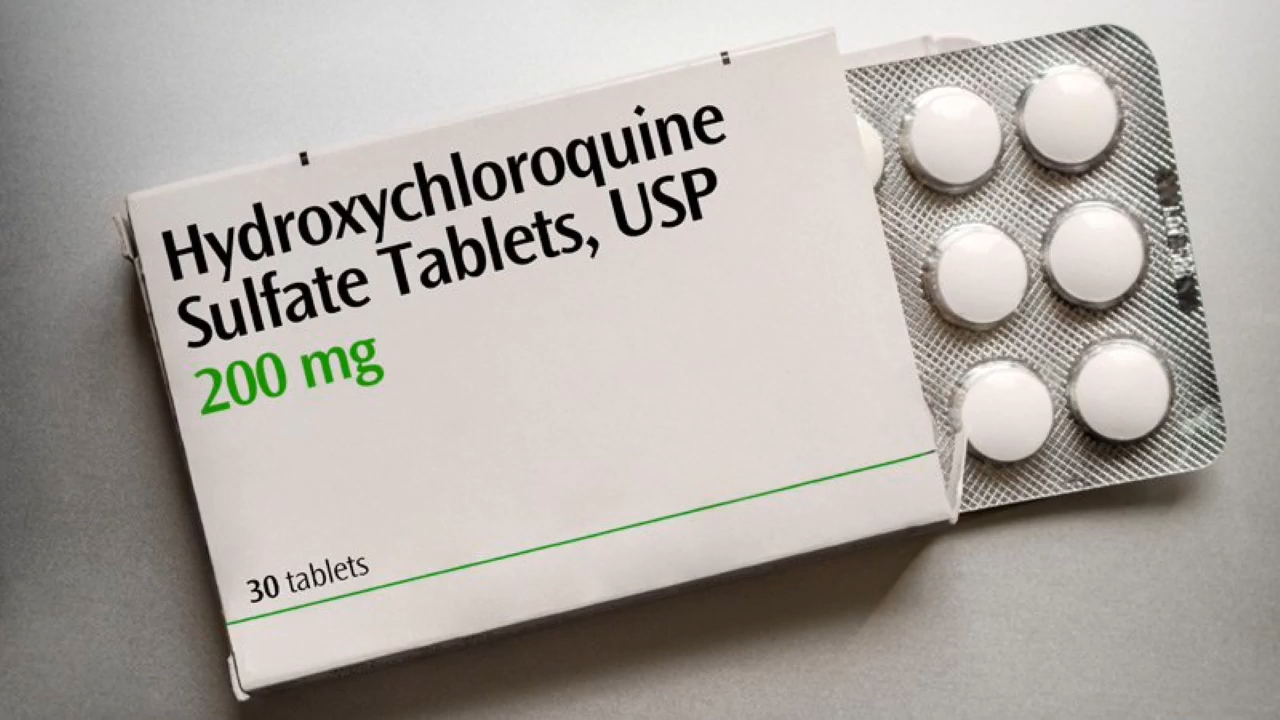 Hydroxychloroquine
Sulfate Tablets, USP
200 mg
30 tablets